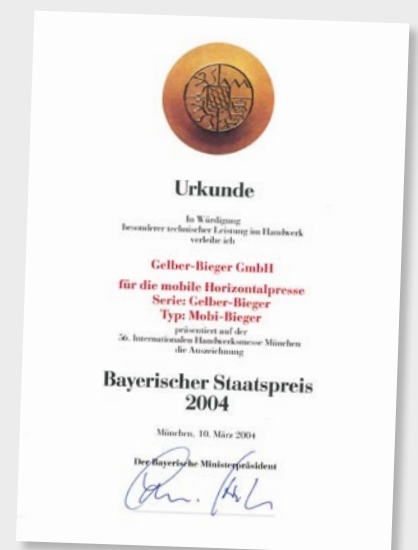 Urkunde
In Würdigung
besonderer technischer Leistung im Handwerk
verleihe ich
Gelber-Bieger GmbH
für die mobile Horizontalpresse
Serie: Gelber-Bieger
Typ: Mobi-Bieger
präsentiert auf der
56. Internationalen Handwerksmesse München
die Auszeichnung
Bayerischer Staatspreis
2004
München, 10. März 2004
Der Bayerische Ministerpräsident